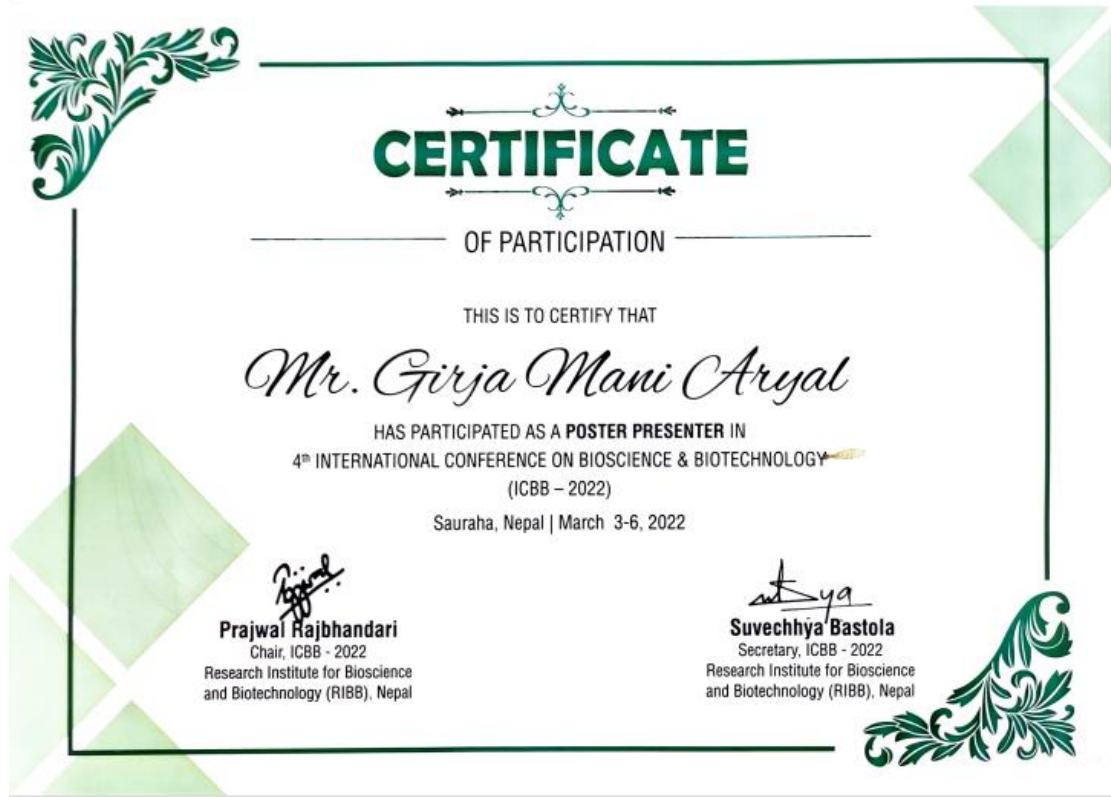 CERTIFICATE
OF PARTICIPATION
THIS IS TO CERTIFY THAT
Mr. Girja Mani Aryal
HAS PARTICIPATED AS A POSTER PRESENTER IN
4th INTERNATIONAL CONFERENCE ON BIOSCIENCE & BIOTECHNOLOGY
(ICBB – 2022)
Sauraha, Nepal | March 3-6, 2022
Prajwal Rajbhandari
Chair, ICBB - 2022
Research Institute for Bioscience
and Biotechnology (RIBB), Nepal
Suvechhya Bastola
Secretary, ICBB - 2022
Research Institute for Bioscience
and Biotechnology (RIBB), Nepal